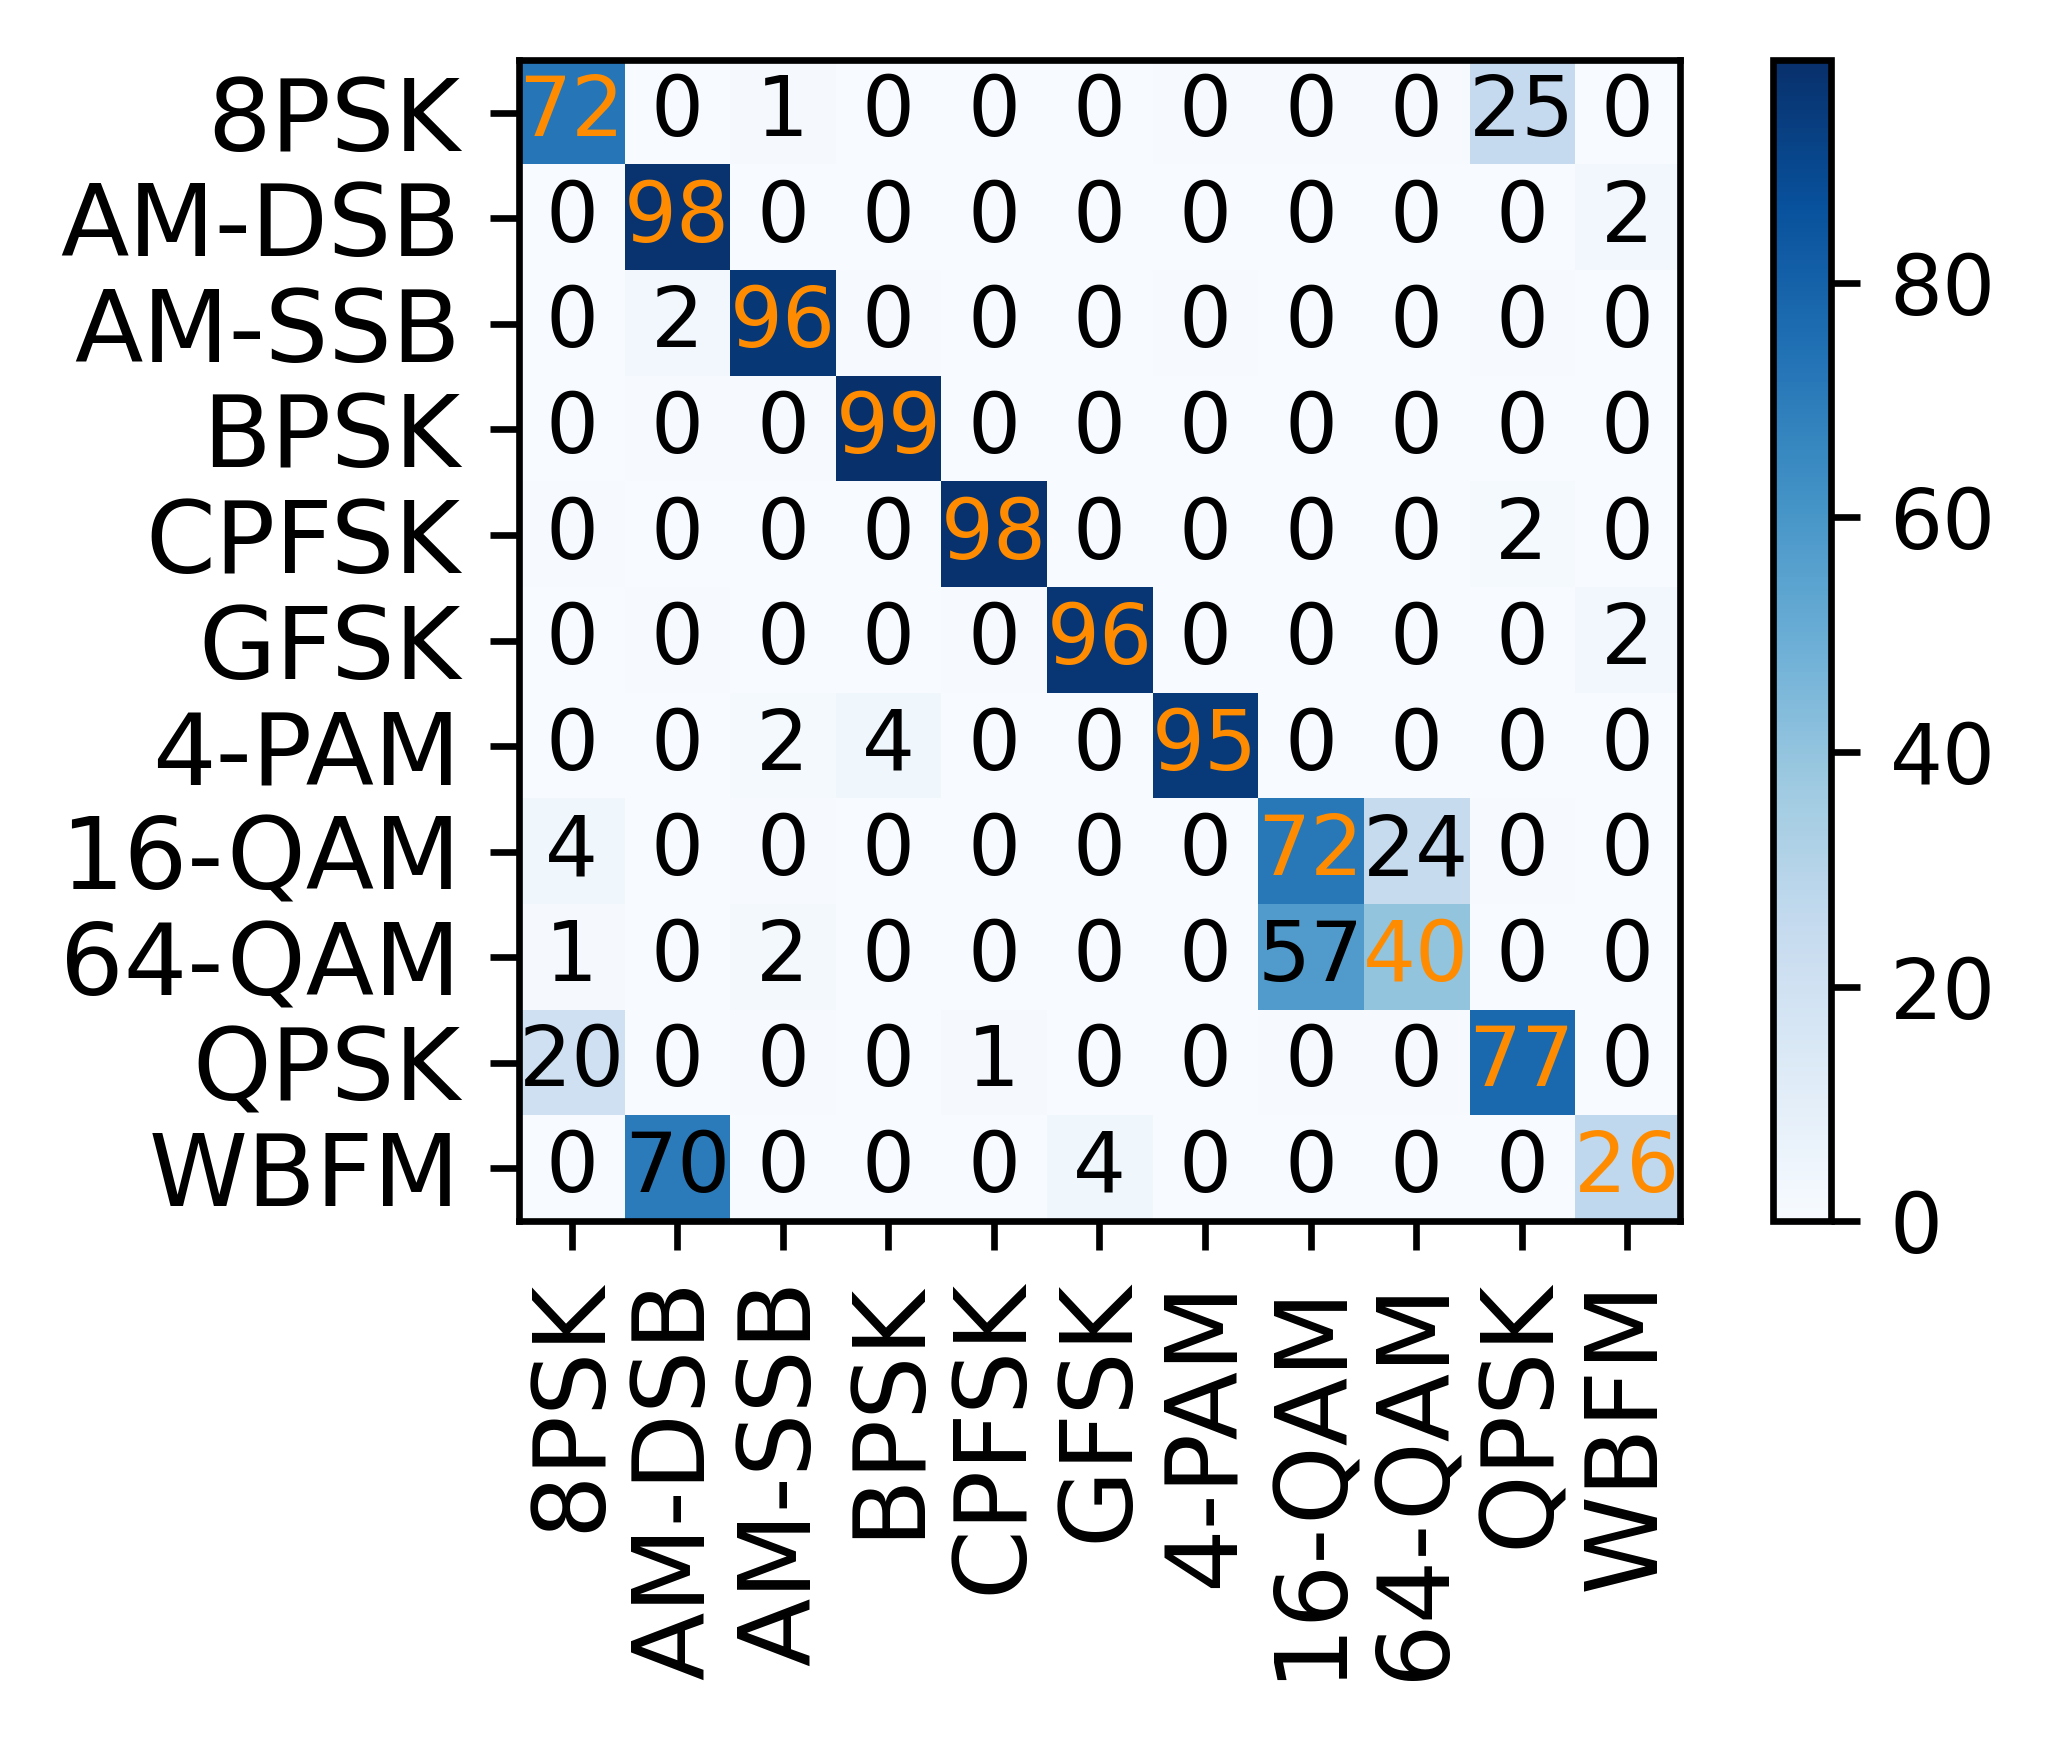 8PSK 72 0 1 0 0 0 0 0 0 25 0
AM-DSB 0 98 0 0 0 0 0 0 0 0 2
AM-SSB 0 2 96 0 0 0 0 0 0 0 0
BPSK 0 0 0 99 0 0 0 0 0 0 0
CPFSK 0 0 0 0 98 0 0 0 0 2 0
GFSK 0 0 0 0 0 96 0 0 0 0 2
4-PAM 0 0 2 4 0 0 95 0 0 0 0
16-QAM 4 0 0 0 0 0 0 72 24 0 0
64-QAM 1 0 2 0 0 0 0 57 40 0 0
QPSK 20 0 0 0 1 0 0 0 0 77 0
WBFM 0 70 0 0 0 4 0 0 0 0 26
8PSK
AM-DSB
AM-SSB
BPSK
CPFSK
GFSK
4-PAM
16-QAM
64-QAM
QPSK
WBFM
80
60
40
20
0